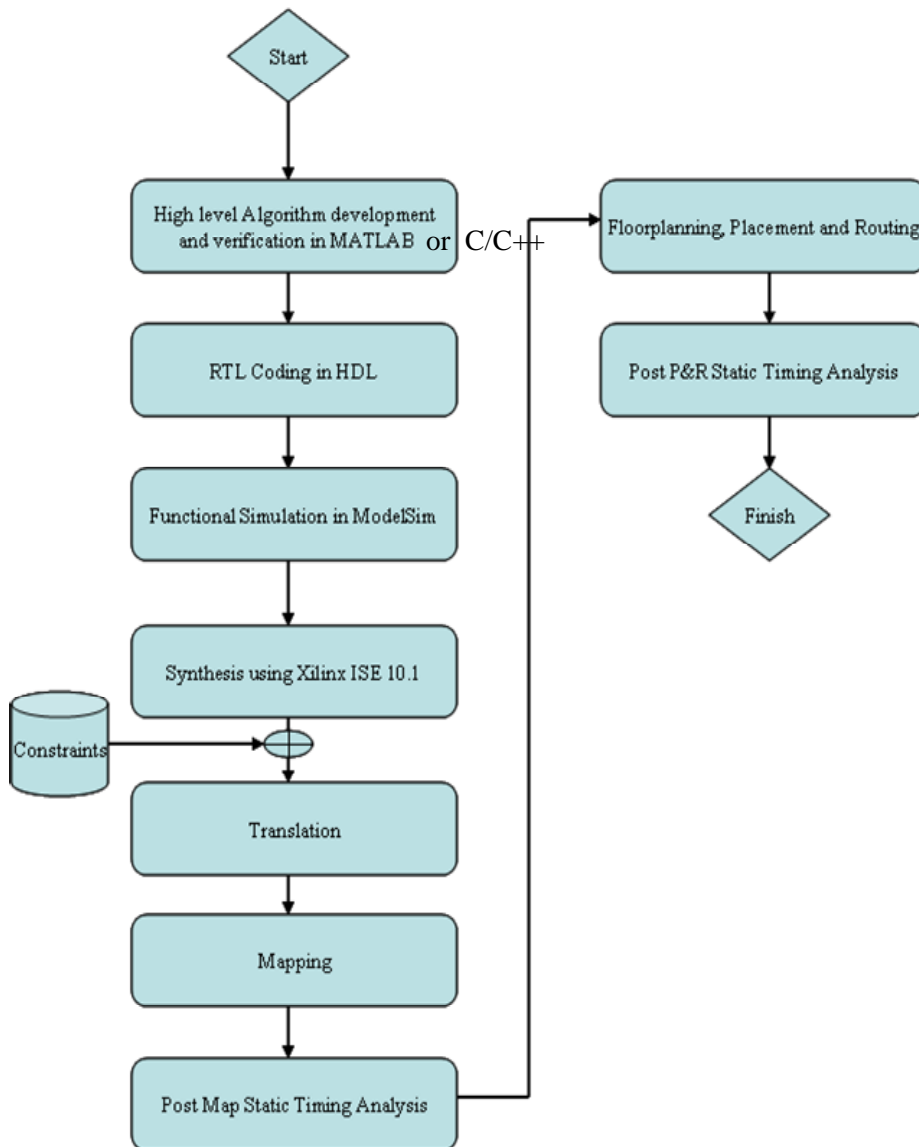 Start
High level Algorithm development
and verification in MATLAB or C/C++
RTL Coding in HDL
Functional Simulation in ModelSim
Synthesis using Xilinx ISE 10.1
Constraints
Translation
Mapping
Post Map Static Timing Analysis
Floorplanning, Placement and Routing
Post P&R Static Timing Analysis
Finish